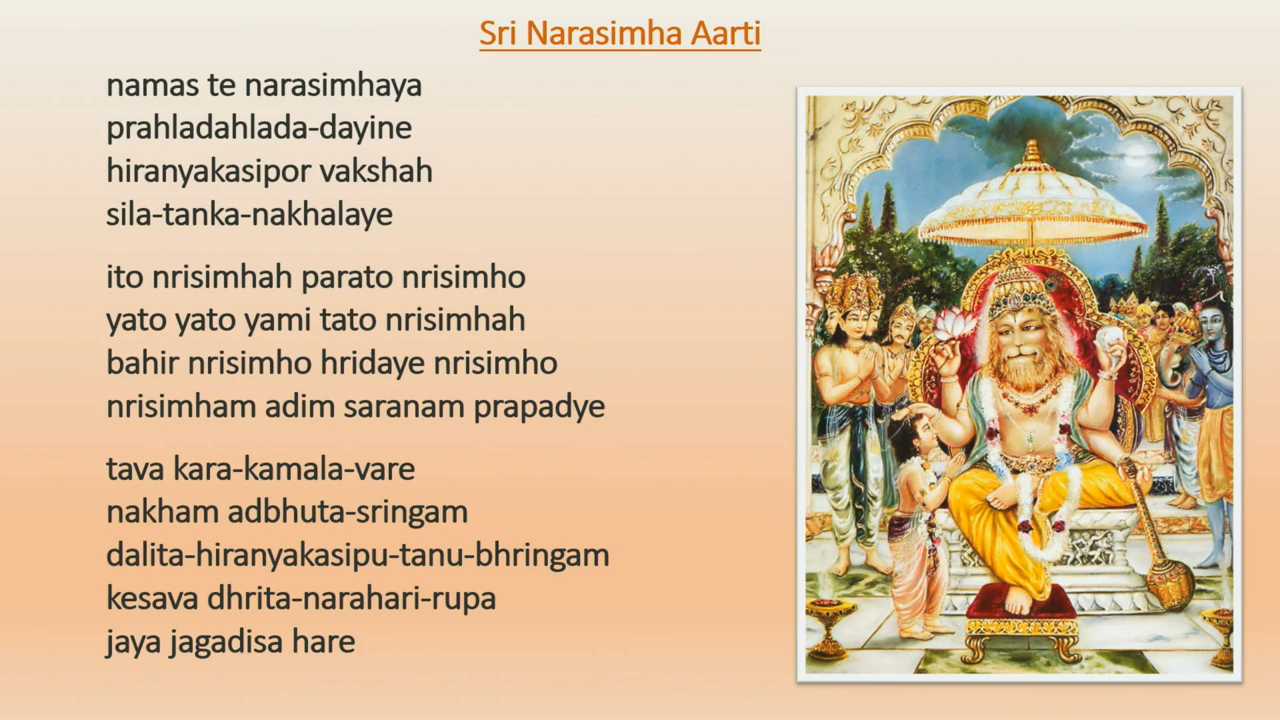 Sri Narasimha Aarti
namas te narasimhaya
prahladahlada-dayine
hiranyakasipor vakshah
sila-tanka-nakhalaye
ito nrisimhah parato nrisimho
yato yato yami tato nrisimhah
bahir nrisimho hridaye nrisimho
nrisimham adim saranam prapadye
tava kara-kamala-vare
nakham adbhuta-sringam
dalita-hiranyakasipu-tanu-bhringam
kesava dhrita-narahari-rupa
jaya jagadisa hare